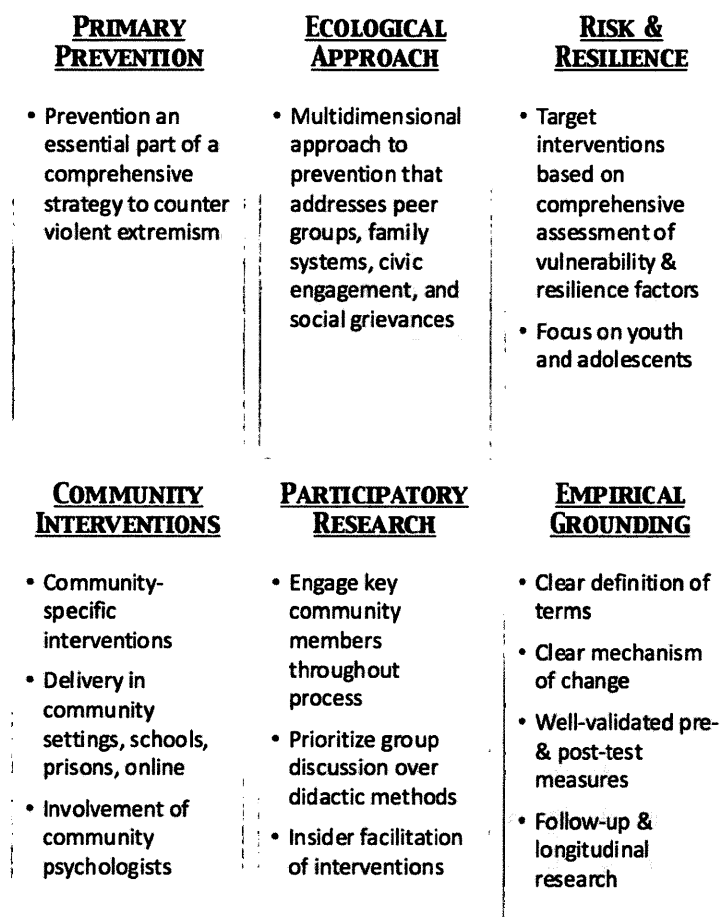 PRIMARY
PREVENTION
• Prevention an
essential part of a
comprehensive
strategy to counter
violent extremism
ECOLOGICAL
APPROACH
• Multidimensional
approach to
prevention that
addresses peer
groups, family
systems, civic
engagement, and
social grievances
RISK &
RESILIENCE
• Target
interventions
based on
comprehensive
assessment of
vulnerability &
resilience factors
• Focus on youth
and adolescents
COMMUNITY
INTERVENTIONS
• Community-
specific
interventions
• Delivery in
community
settings, schools,
prisons, online
• Involvement of
community
psychologists
PARTICIPATORY
RESEARCH
• Engage key
community
members
throughout
process
• Prioritize group
discussion over
didactic methods
• Insider facilitation
of interventions
EMPIRICAL
GROUNDING
• Clear definition of
terms
• Clear mechanism
of change
• Well-validated pre-
& post-test
measures
• Follow-up &
longitudinal
research